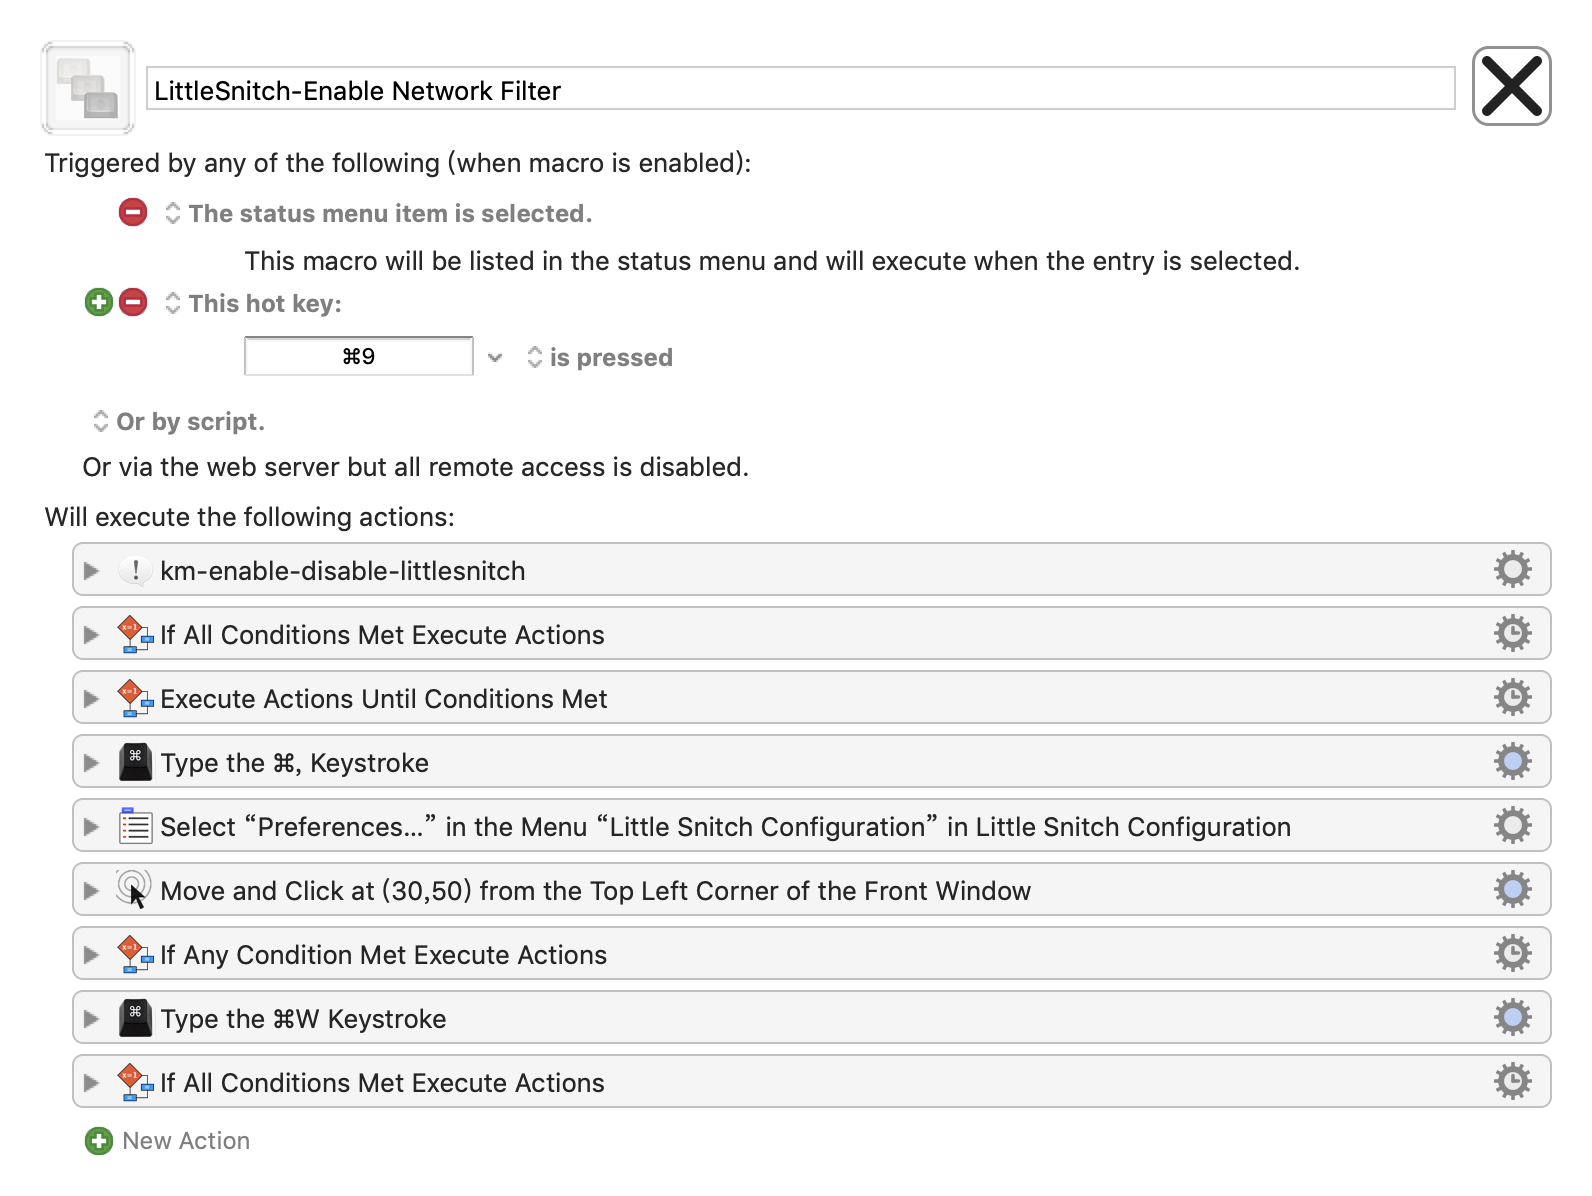 LittleSnitch-Enable Network Filter
Triggered by any of the following (when macro is enabled):
The status menu item is selected.
This macro will be listed in the status menu and will execute when the entry is selected.
This hot key:
⌘9 is pressed
Or by script.
Or via the web server but all remote access is disabled.
Will execute the following actions:
km-enable-disable-littlesnitch
If All Conditions Met Execute Actions
Execute Actions Until Conditions Met
Type the ⌘, Keystroke
Select “Preferences…” in the Menu “Little Snitch Configuration” in Little Snitch Configuration
Move and Click at (30,50) from the Top Left Corner of the Front Window
If Any Condition Met Execute Actions
Type the ⌘W Keystroke
If All Conditions Met Execute Actions
New Action